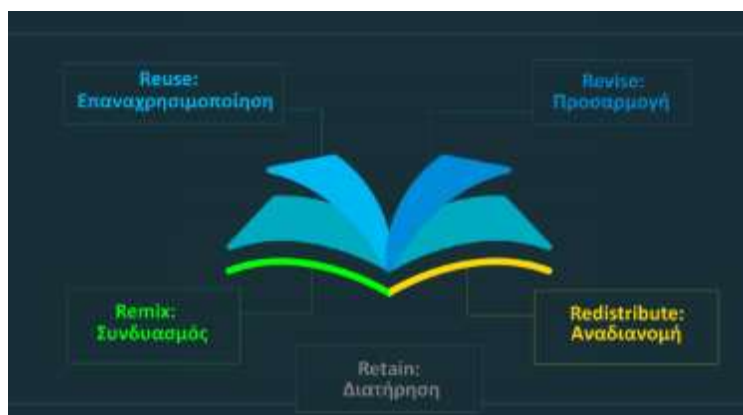 Reuse:
Επαναχρησιμοποίηση
Revise:
Προσαρμογή
Remix:
Συνδυασμός
Redistribute:
Αναδιανομή
Retain:
Διατήρηση